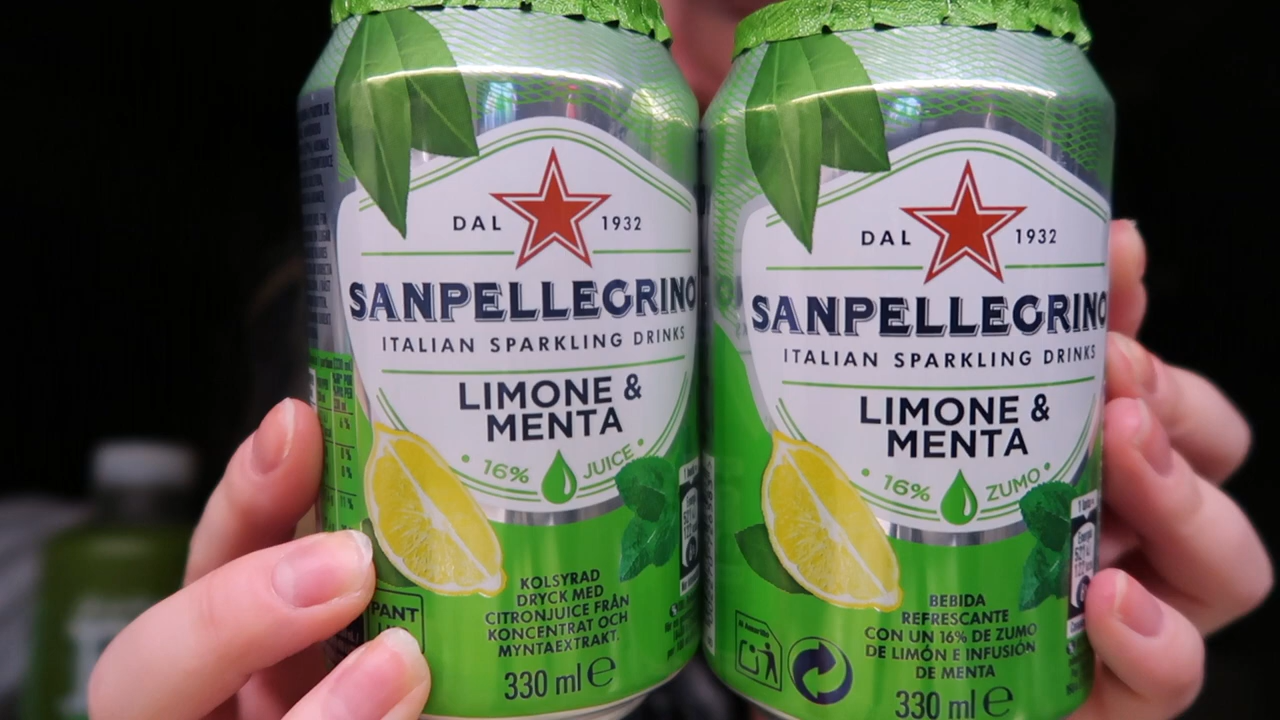 DAL 1932
SANPELLEGRINO
ITALIAN SPARKLING DRINKS
LIMONE &
MENTA
16% JUICE
KOLSYRAD
DRYCK MED
CITRONJUICE FRÅN
KONCENTRAT OCH
MYNTAEXTRAKT.
330 ml e
PANT
DAL 1932
SANPELLEGRINO
ITALIAN SPARKLING DRINKS
LIMONE &
MENTA
16% ZUMO
BEBIDA
REFRESCANTE
CON UN 16% DE ZUMO
DE LIMÓN E INFUSIÓN
DE MENTA
330 ml e
Al Amarillo